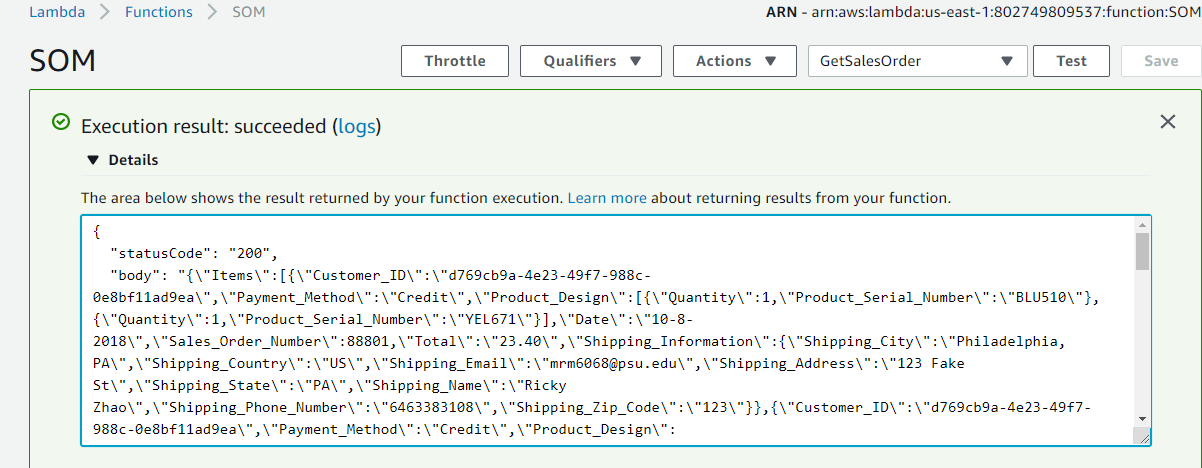 Lambda > Functions > SOM ARN - arn:aws:lambda:us-east-1:802749809537:function:SOM
SOM Throttle Qualifiers Actions GetSalesOrder Test Save
Execution result: succeeded (logs)
Details
The area below shows the result returned by your function execution. Learn more about returning results from your function.
{
"statusCode": "200",
"body": "{\"Items\":[{\"Customer_ID\":\"d769cb9a-4e23-49f7-988c-
0e8bf11ad9ea\",\"Payment_Method\":\"Credit\",\"Product_Design\":[{\"Quantity\":1,\"Product_Serial_Number\":\"BLU510\"},
{\"Quantity\":1,\"Product_Serial_Number\":\"YEL671\"}],\"Date\":\"10-8-
2018\",\"Sales_Order_Number\":88801,\"Total\":\"23.40\",\"Shipping_Information\":{\"Shipping_City\":\"Philadelphia,
PA\",\"Shipping_Country\":\"US\",\"Shipping_Email\":\"mrm6068@psu.edu\",\"Shipping_Address\":\"123 Fake
St\",\"Shipping_State\":\"PA\",\"Shipping_Name\":\"Ricky
Zhao\",\"Shipping_Phone_Number\":\"6463383108\",\"Shipping_Zip_Code\":\"123\"}},{\"Customer_ID\":\"d769cb9a-4e23-49f7-
988c-0e8bf11ad9ea\",\"Payment_Method\":\"Credit\",\"Product_Design\":